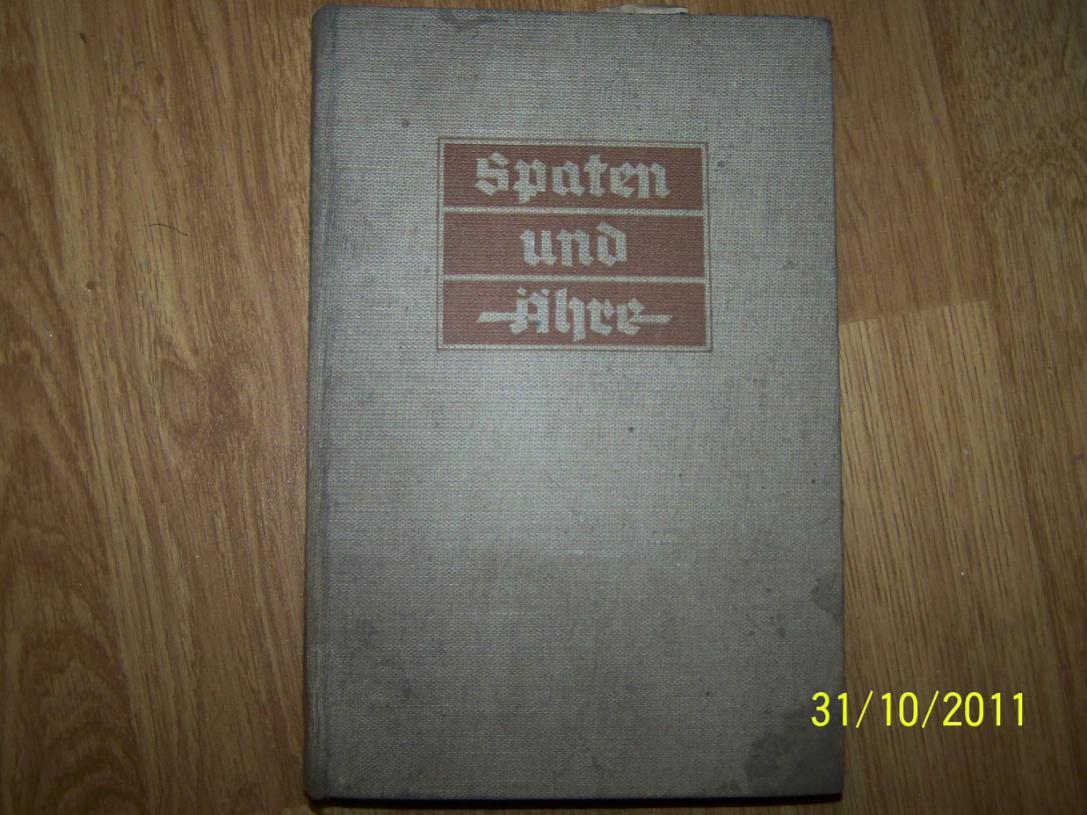 Spaten
und
Ähre
31/10/2011